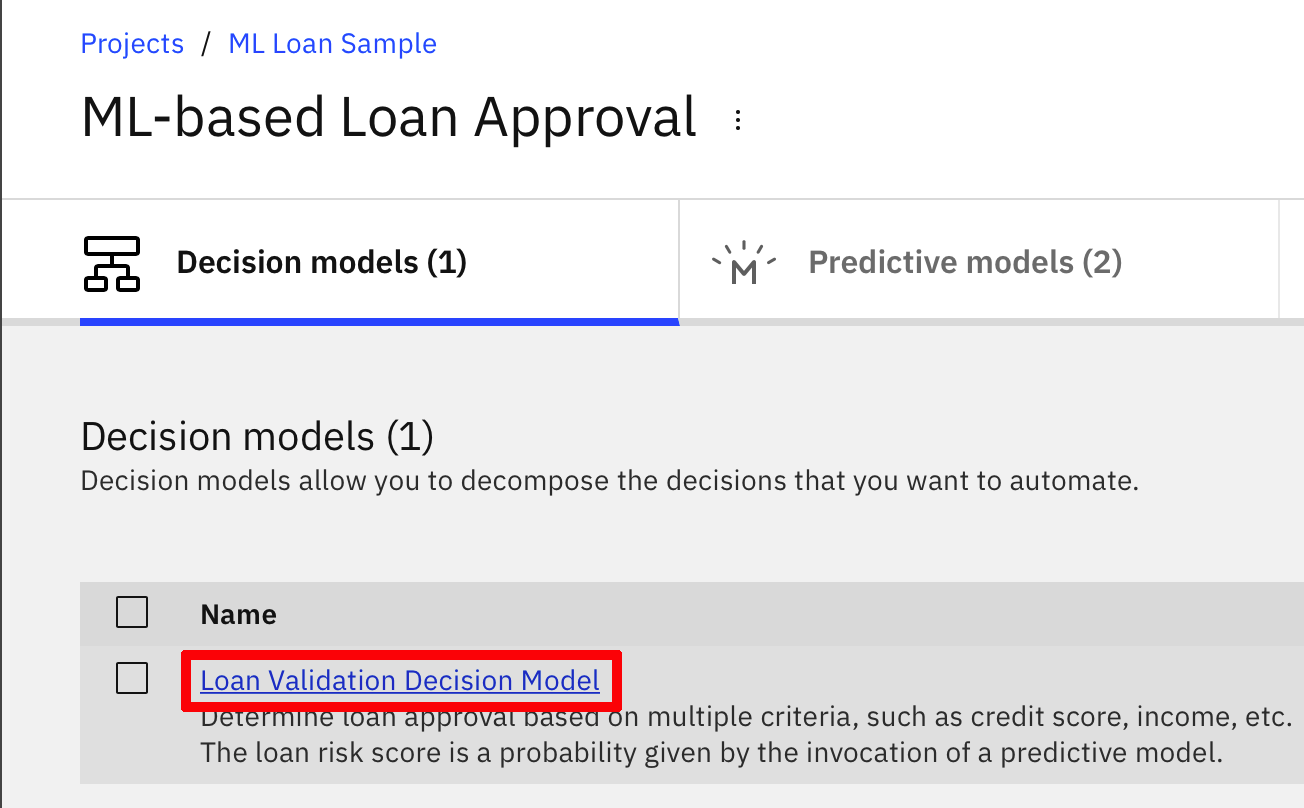 Projects / ML Loan Sample
ML-based Loan Approval
Decision models (1)
Predictive models (2)
Decision models (1)
Decision models allow you to decompose the decisions that you want to automate.
Name
Loan Validation Decision Model
Determine loan approval based on multiple criteria, such as credit score, income, etc.
The loan risk score is a probability given by the invocation of a predictive model.